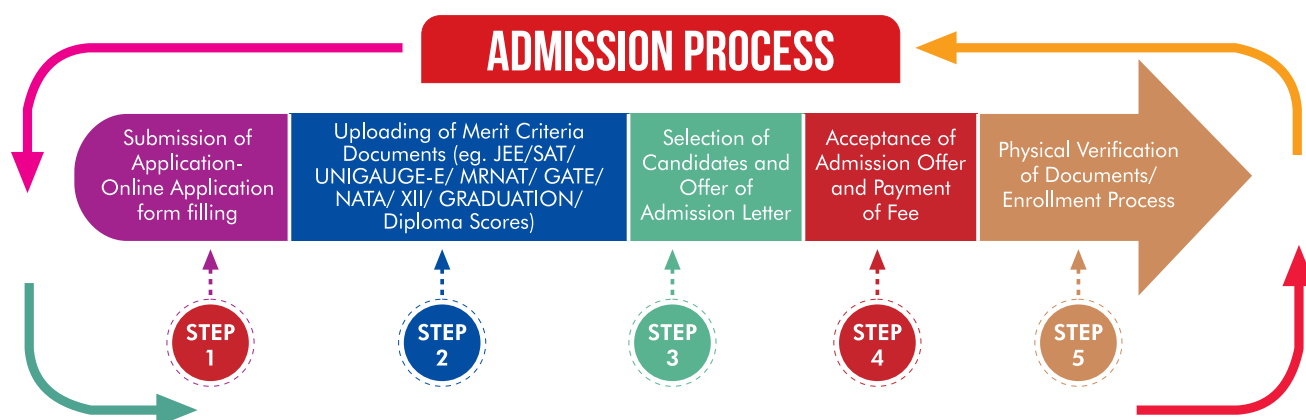 ADMISSION PROCESS
Submission of
Application-
Online Application
form filling
Uploading of Merit Criteria
Documents (eg. JEE/SAT/
UNIGAUGE-E/ MRNAT/ GATE/
NATA/ XII/ GRADUATION/
Diploma Scores)
Selection of
Candidates and
Offer of
Admission Letter
Acceptance of
Admission Offer
and Payment
of Fee
Physical Verification
of Documents/
Enrollment Process
STEP
1
STEP
2
STEP
3
STEP
4
STEP
5